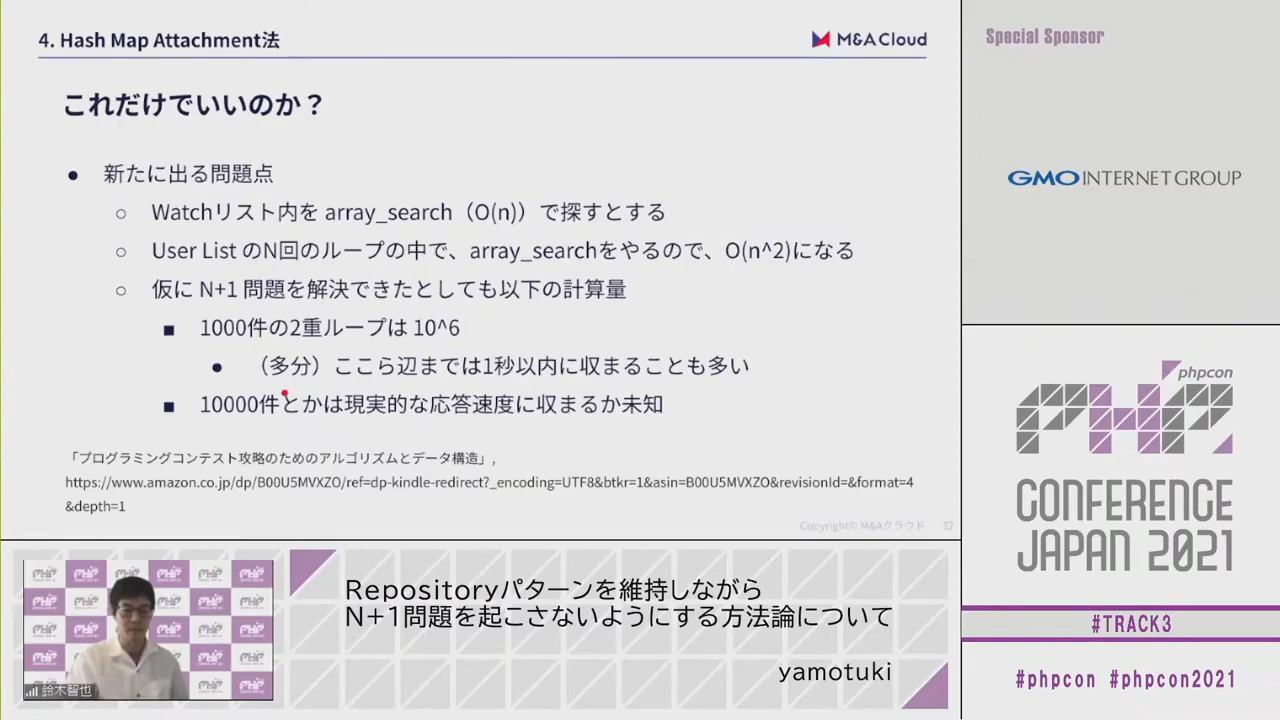 4. Hash Map Attachment法
M&A Cloud
これだけでいいのか？
● 新たに出る問題点
○ Watchリスト内を array_search（O(n)）で探すとする
○ User List のN回のループの中で、array_searchをやるので、O(n^2)になる
○ 仮に N+1 問題を解決できたとしても以下の計算量
■ 1000件の2重ループは 10^6
● （多分）ここら辺までは1秒以内に収まることも多い
■ 10000件とかは現実的な応答速度に収まるか未知
「プログラミングコンテスト攻略のためのアルゴリズムとデータ構造」,
https://www.amazon.co.jp/dp/B00U5MVXZO/ref=dp-kindle-redirect?_encoding=UTF8&btkr=1&asin=B00U5MVXZO&revisionId=&format=4
&depth=1
Copyright© M&Aクラウド 32
鈴木智也
Repositoryパターンを維持しながら
N+1問題を起こさないようにする方法論について
yamotuki
Special Sponsor
GMO INTERNET GROUP
phpcon
PHP
CONFERENCE
JAPAN 2021
#TRACK3
#phpcon #phpcon2021